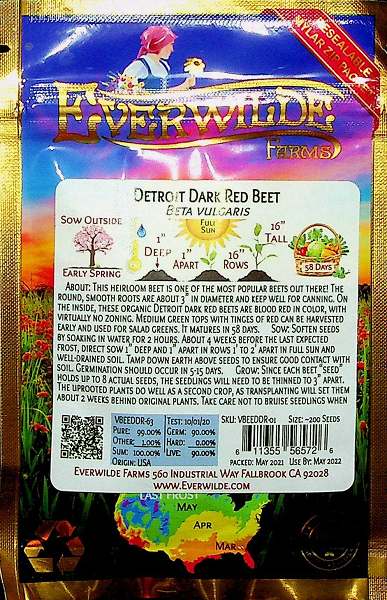 RESEALABLE
MYLAR ZIP PACK
EVERWILDE
FARMS
DETROIT DARK RED BEET
BETA VULGARIS
SOW OUTSIDE
EARLY SPRING
1"
DEEP
1"
APART
FULL
SUN
16"
ROWS
16"
TALL
58 DAYS
ABOUT: THIS HEIRLOOM BEET IS ONE OF THE MOST POPULAR BEETS OUT THERE! THE
ROUND, SMOOTH ROOTS ARE ABOUT 3" IN DIAMETER AND KEEP WELL FOR CANNING. ON
THE INSIDE, THESE ORGANIC DETROIT DARK RED BEETS ARE BLOOD RED IN COLOR, WITH
VIRTUALLY NO ZONING. MEDIUM GREEN TOPS WITH TINGES OF RED CAN BE HARVESTED
EARLY AND USED FOR SALAD GREENS. IT MATURES IN 58 DAYS. SOW: SOFTEN SEEDS
BY SOAKING IN WATER FOR 2 HOURS. ABOUT 4 WEEKS BEFORE THE LAST EXPECTED
FROST, DIRECT SOW 1" DEEP AND 1" APART IN ROWS 1' TO 2' APART IN FULL SUN AND
WELL-DRAINED SOIL. TAMP DOWN EARTH ABOVE SEEDS TO ENSURE GOOD CONTACT WITH
SOIL. GERMINATION SHOULD OCCUR IN 5-15 DAYS. GROW: SINCE EACH BEET "SEED"
HOLDS UP TO 8 ACTUAL SEEDS, THE SEEDLINGS WILL NEED TO BE THINNED TO 3" APART.
THE UPROOTED PLANTS DO WELL AS A SECOND CROP, AS TRANSPLANTING WILL SET THEM
ABOUT 2 WEEKS BEHIND ORIGINAL PLANTS. TAKE CARE NOT TO BRUISE SEEDLINGS WHEN
VBEEDDR-63 TEST: 10/01/20
PURE: 99.00% GERM: 90.00%
OTHER: 1.00% HARD: 0.00%
SUM: 100.00% LIVE: 90.00%
ORIGIN: USA
SKU: VBEEDDR-01 SIZE: ~200 SEEDS
6 11355 56572 6
PACKED: MAY 2021 USE BY: MAY 2022
EVERWILDE FARMS 560 INDUSTRIAL WAY FALLBROOK CA 92028
WWW.EVERWILDE.COM
LAST FROST
MAY
APR
MAR